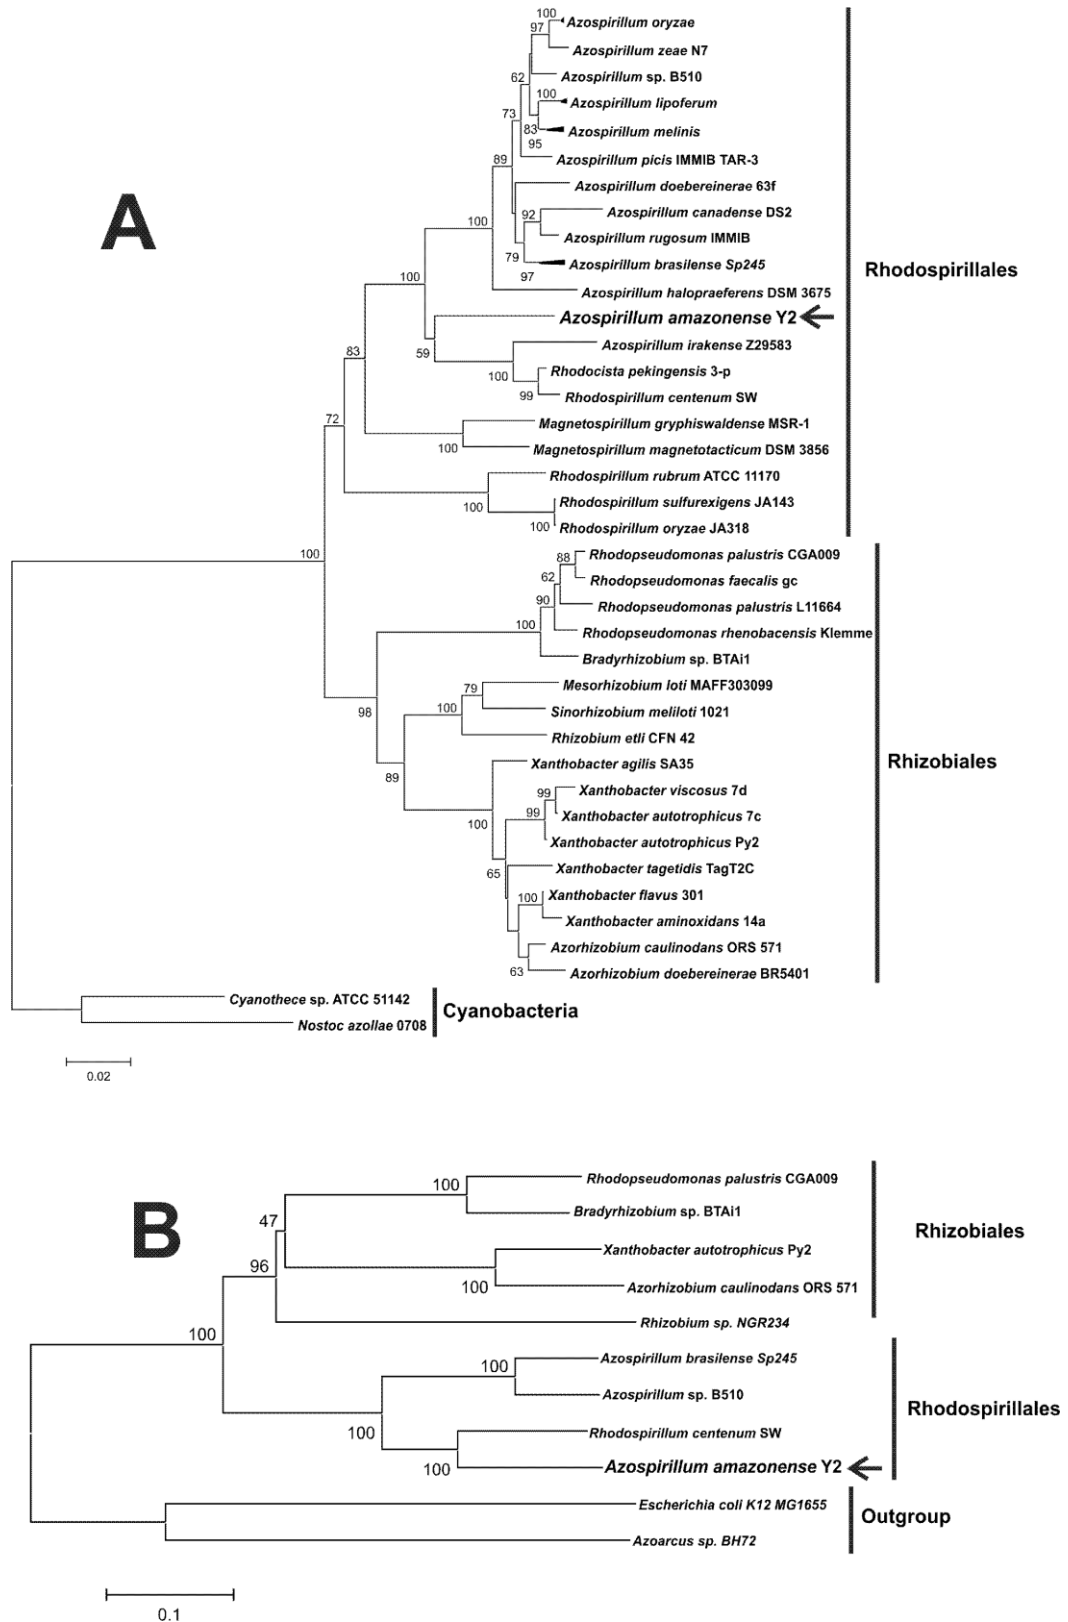 A
100
Azospirillum oryzae
97
Azospirillum zeae N7
Azospirillum sp. B510
62
100
Azospirillum lipoferum
73
83
Azospirillum melinis
95
89
Azospirillum picis IMMIB TAR-3
Azospirillum doebereinerae 63f
92
Azospirillum canadense DS2
100
Azospirillum rugosum IMMIB
79
Azospirillum brasilense Sp245
97
Rhodospirillales
100
Azospirillum halopraeferens DSM 3675
Azospirillum amazonense Y2
59
Azospirillum irakense Z29583
83
100
Rhodocista pekingensis 3-p
99
Rhodospirillum centenum SW
72
Magnetospirillum gryphiswaldense MSR-1
100
Magnetospirillum magnetotacticum DSM 3856
Rhodospirillum rubrum ATCC 11170
100
Rhodospirillum sulfurexigens JA143
100
Rhodospirillum oryzae JA318
100
88
Rhodopseudomonas palustris CGA009
62
Rhodopseudomonas faecalis gc
90
Rhodopseudomonas palustris L11664
100
Rhodopseudomonas rhenobacensis Klemme
Bradyrhizobium sp. BTAi1
79
Mesorhizobium loti MAFF303099
98
100
Sinorhizobium meliloti 1021
Rhizobium etli CFN 42
Rhizobiales
89
Xanthobacter agilis SA35
99
Xanthobacter viscosus 7d
100
99
Xanthobacter autotrophicus 7c
Xanthobacter autotrophicus Py2
65
Xanthobacter tagetidis TagT2C
100
Xanthobacter flavus 301
Xanthobacter aminoxidans 14a
Azorhizobium caulinodans ORS 571
63
Azorhizobium doebereinerae BR5401
Cyanothece sp. ATCC 51142
Cyanobacteria
Nostoc azollae 0708
0.02
B
100
Rhodopseudomonas palustris CGA009
47
Bradyrhizobium sp. BTAi1
Rhizobiales
96
Xanthobacter autotrophicus Py2
100
Azorhizobium caulinodans ORS 571
100
Rhizobium sp. NGR234
100
Azospirillum brasilense Sp245
Azospirillum sp. B510
Rhodospirillales
100
Rhodospirillum centenum SW
100
Azospirillum amazonense Y2
Escherichia coli K12 MG1655
Outgroup
Azoarcus sp. BH72
0.1